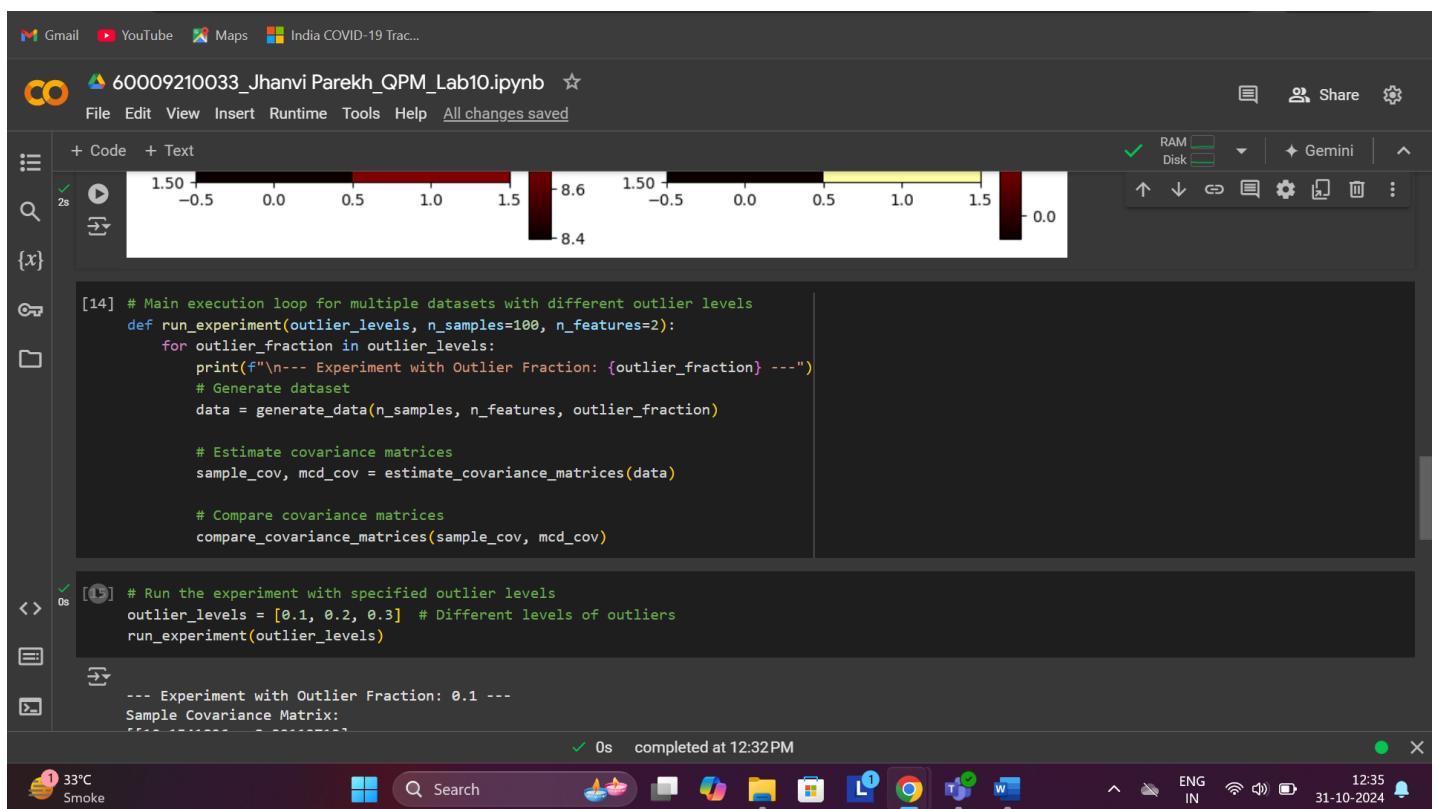 Gmail YouTube Maps India COVID-19 Trac...
60009210033_Jhanvi Parekh_QPM_Lab10.ipynb
File Edit View Insert Runtime Tools Help All changes saved
Share
+ Code + Text
RAM
Disk
Gemini
2s
1.50
−0.5 0.0 0.5 1.0 1.5
8.6
8.4
1.50
−0.5 0.0 0.5 1.0 1.5
0.0
{x}
[14] # Main execution loop for multiple datasets with different outlier levels
def run_experiment(outlier_levels, n_samples=100, n_features=2):
    for outlier_fraction in outlier_levels:
        print(f"\n--- Experiment with Outlier Fraction: {outlier_fraction} ---")
        # Generate dataset
        data = generate_data(n_samples, n_features, outlier_fraction)
        # Estimate covariance matrices
        sample_cov, mcd_cov = estimate_covariance_matrices(data)
        # Compare covariance matrices
        compare_covariance_matrices(sample_cov, mcd_cov)
0s
[15] # Run the experiment with specified outlier levels
outlier_levels = [0.1, 0.2, 0.3]  # Different levels of outliers
run_experiment(outlier_levels)
--- Experiment with Outlier Fraction: 0.1 ---
Sample Covariance Matrix:
0s completed at 12:32 PM
1
33°C
Smoke
Search
1
ENG
IN
12:35
31-10-2024